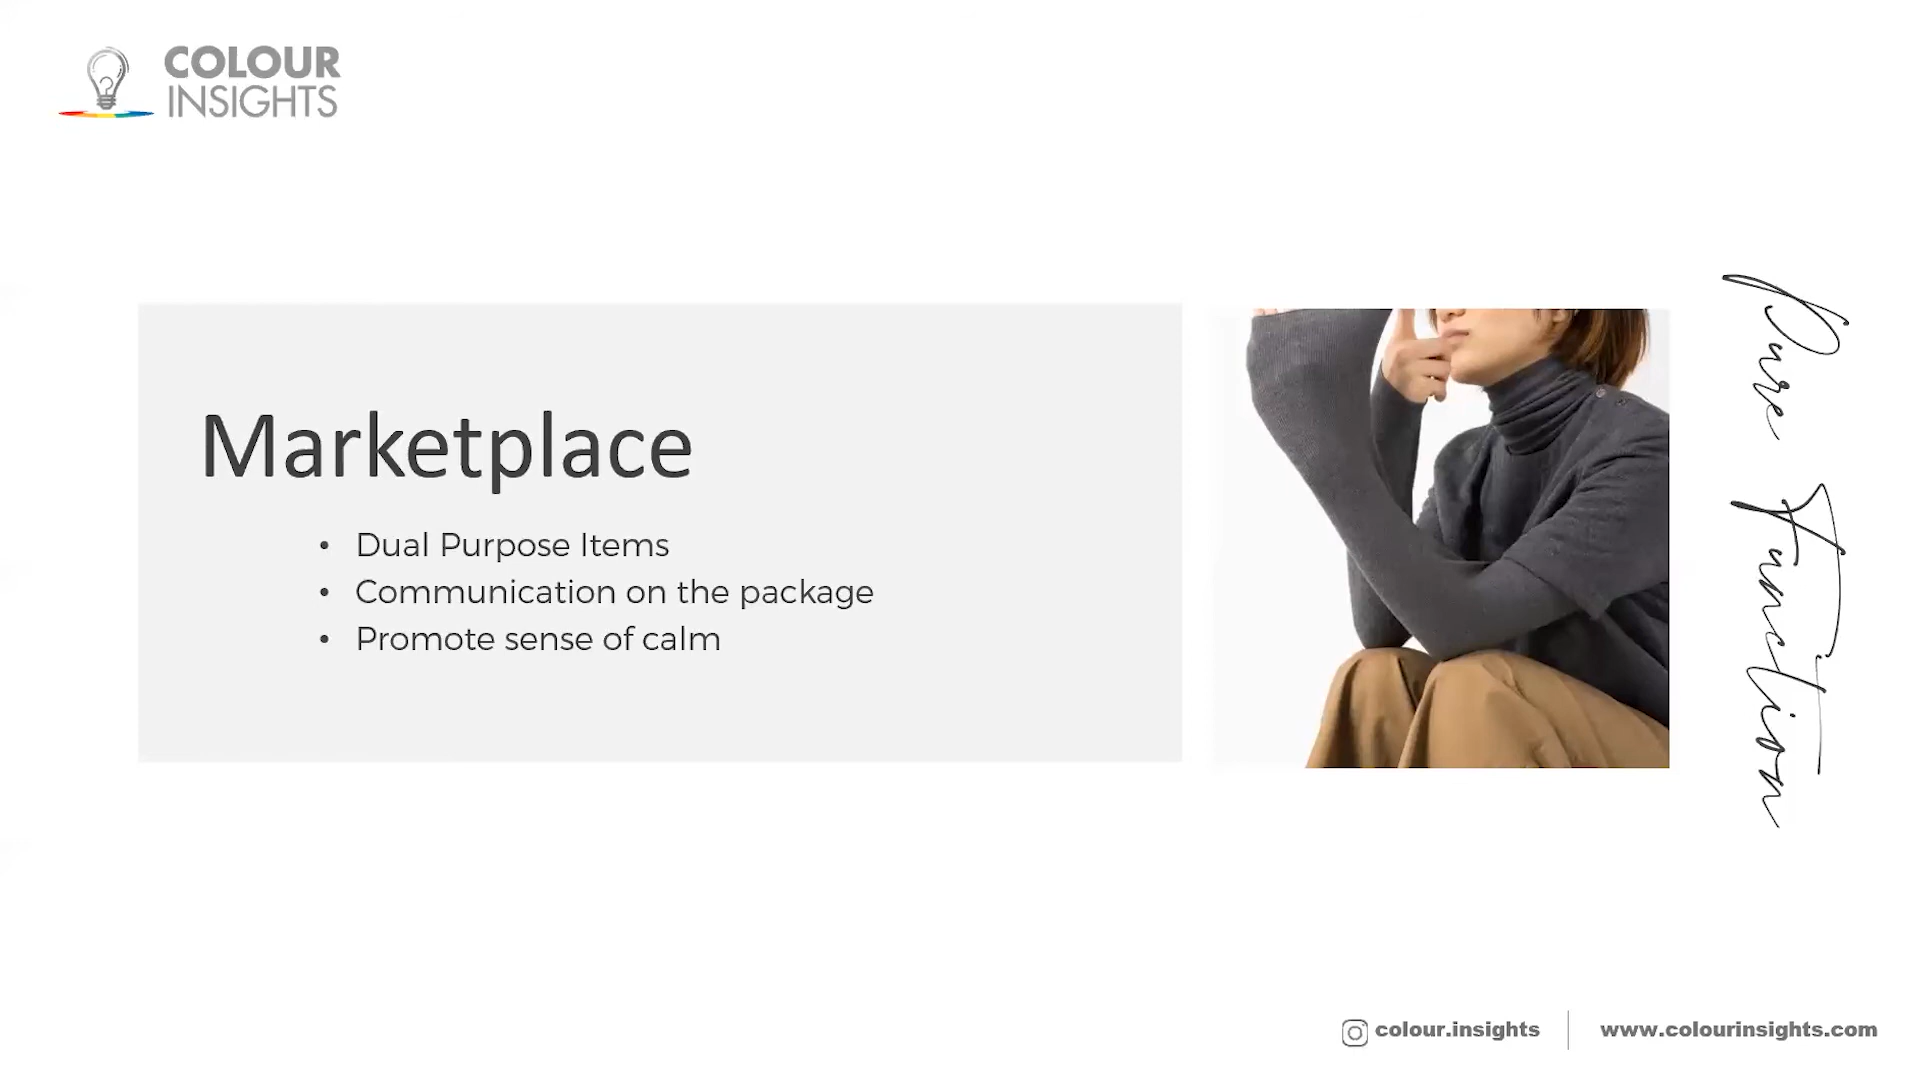 COLOUR
INSIGHTS
Marketplace
• Dual Purpose Items
• Communication on the package
• Promote sense of calm
Pure Function
colour.insights
www.colourinsights.com